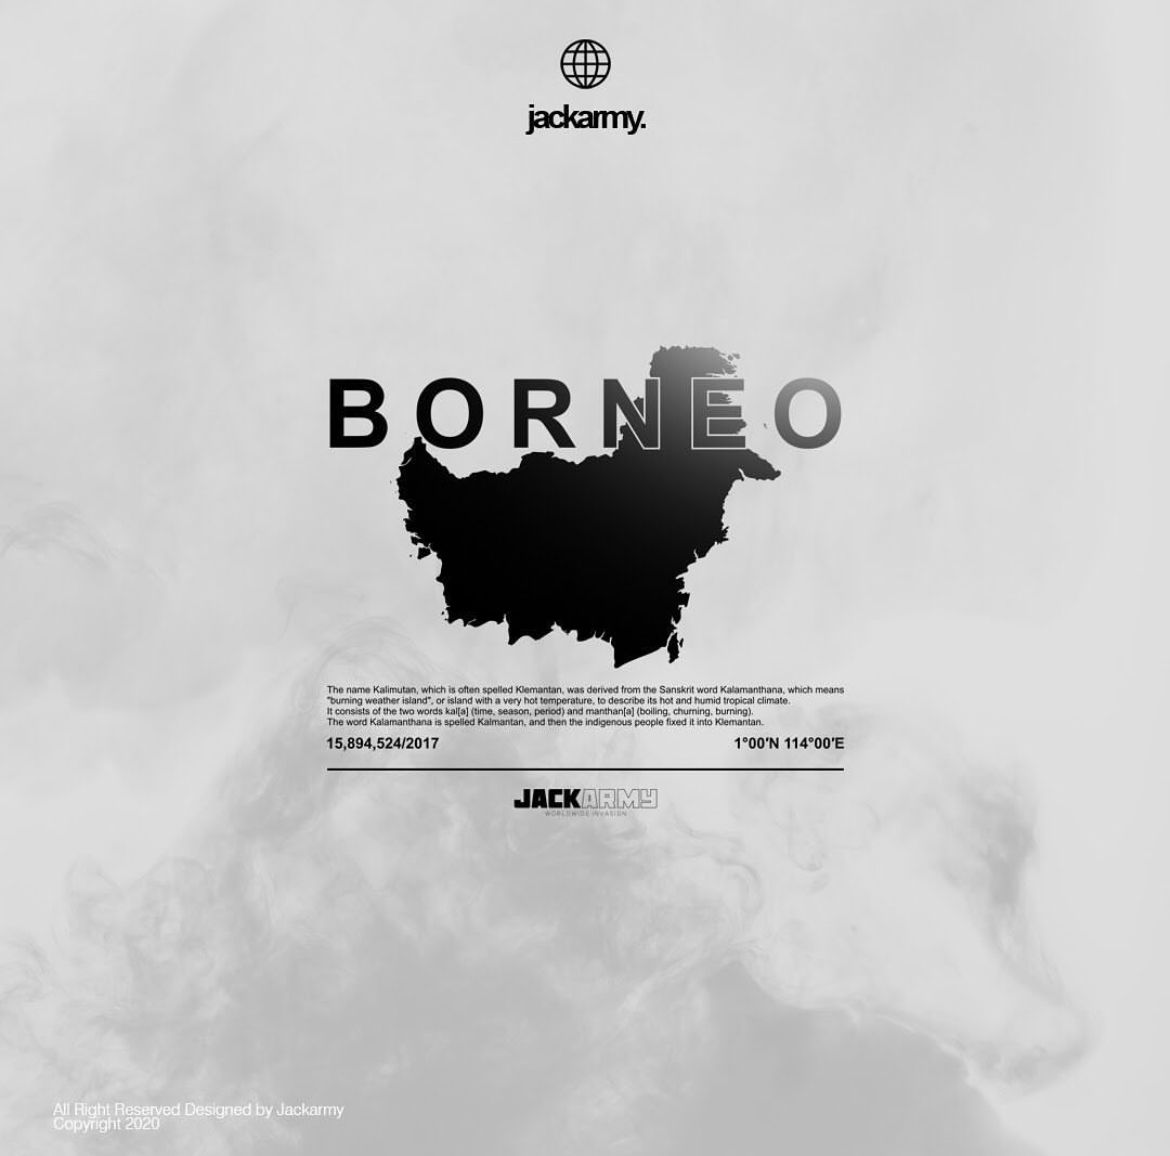 jackarmy.
BORNEO
The name Kalimutan, which is often spelled Klemantan, was derived from the Sanskrit word Kalamanthana, which means
"burning weather island", or island with a very hot temperature, to describe its hot and humid tropical climate.
It consists of the two words kal[a] (time, season, period) and manthan[a] (boiling, churning, burning).
The word Kalamanthana is spelled Kalmantan, and then the indigenous people fixed it into Klemantan.
15,894,524/2017 1°00′N 114°00′E
JACKARMY
WORLDWIDE INVASION
All Right Reserved Designed by Jackarmy
Copyright 2020